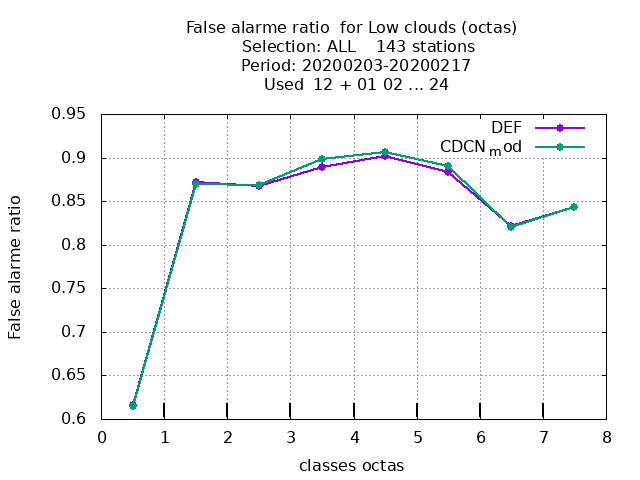 False alarme ratio  for Low clouds (octas)
Selection: ALL    143 stations
Period: 20200203-20200217
Used  12 + 01 02 ... 24
DEF
CDCNmod
False alarme ratio
0.95
0.9
0.85
0.8
0.75
0.7
0.65
0.6
0 1 2 3 4 5 6 7 8
classes octas